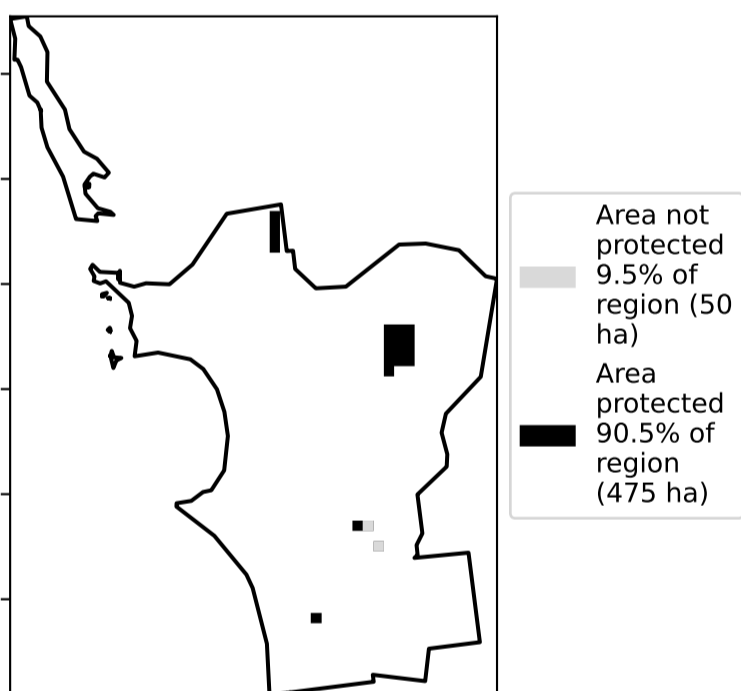 Area not
protected
9.5% of
region (50
ha)
Area
protected
90.5% of
region
(475 ha)